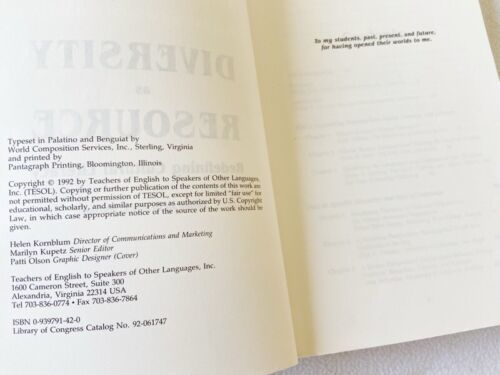 DIVERSITY
as
RESOURCE
Redefining Cultural
Typeset in Palatino and Benguiat by
World Composition Services, Inc., Sterling, Virginia
and printed by
Pantagraph Printing, Bloomington, Illinois
Copyright © 1992 by Teachers of English to Speakers of Other Languages,
Inc. (TESOL). Copying or further publication of the contents of this work are
not permitted without permission of TESOL, except for limited "fair use" for
educational, scholarly, and similar purposes as authorized by U.S. Copyright
Law, in which case appropriate notice of the source of the work should be
given.
Helen Kornblum Director of Communications and Marketing
Marilyn Kupetz Senior Editor
Patti Olson Graphic Designer (Cover)
Teachers of English to Speakers of Other Languages, Inc.
1600 Cameron Street, Suite 300
Alexandria, Virginia 22314 USA
Tel 703-836-0774 • Fax 703-836-7864
ISBN 0-939791-42-0
Library of Congress Catalog No. 92-061747
To my students, past, present, and future,
for having opened their worlds to me.